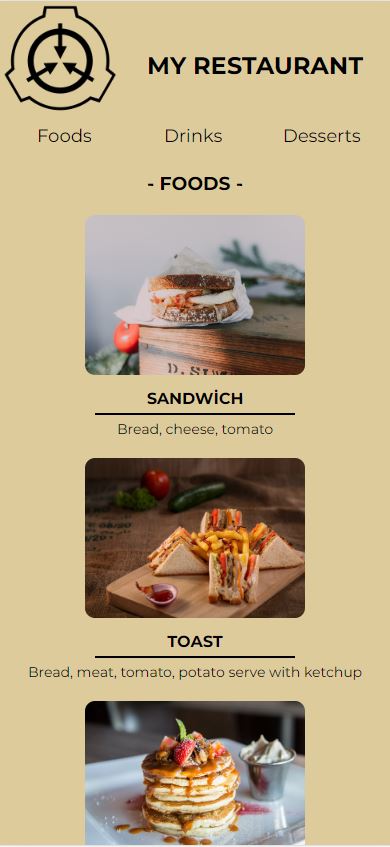 MY RESTAURANT
Foods Drinks Desserts
- FOODS -
SANDWİCH
Bread, cheese, tomato
TOAST
Bread, meat, tomato, potato serve with ketchup